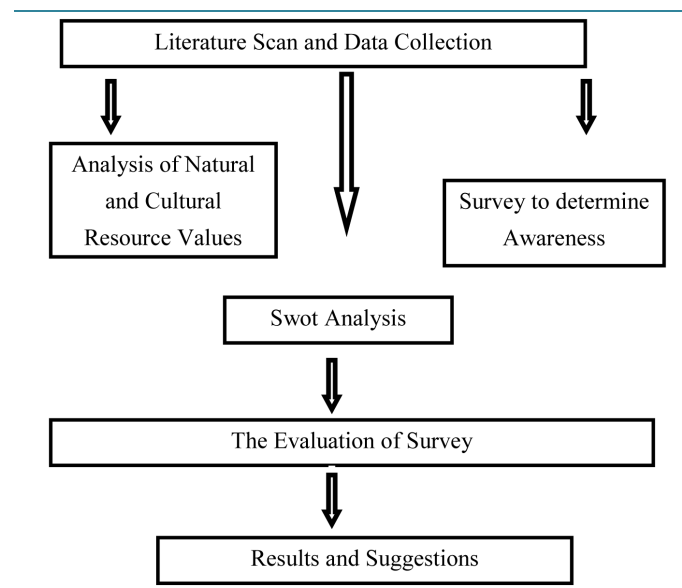 Literature Scan and Data Collection
Analysis of Natural
and Cultural
Resource Values
Survey to determine
Awareness
Swot Analysis
The Evaluation of Survey
Results and Suggestions